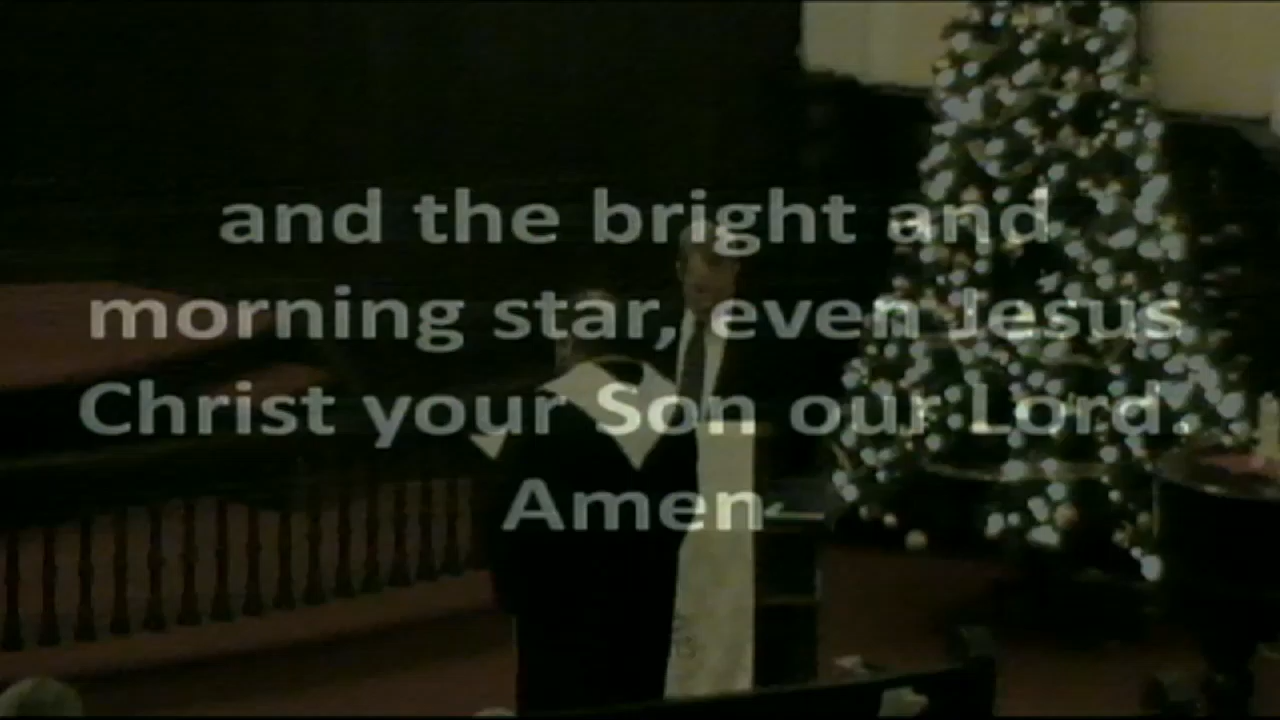 and the bright and
morning star, even Jesus
Christ your Son our Lord.
Amen